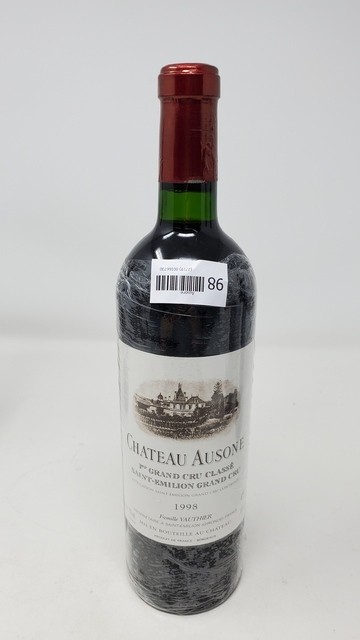 86
CHATEAU AUSONE
1er GRAND CRU CLASSÉ
SAINT-EMILION GRAND CRU
1998
Famille VAUTHIER
MIS EN BOUTEILLE AU CHATEAU